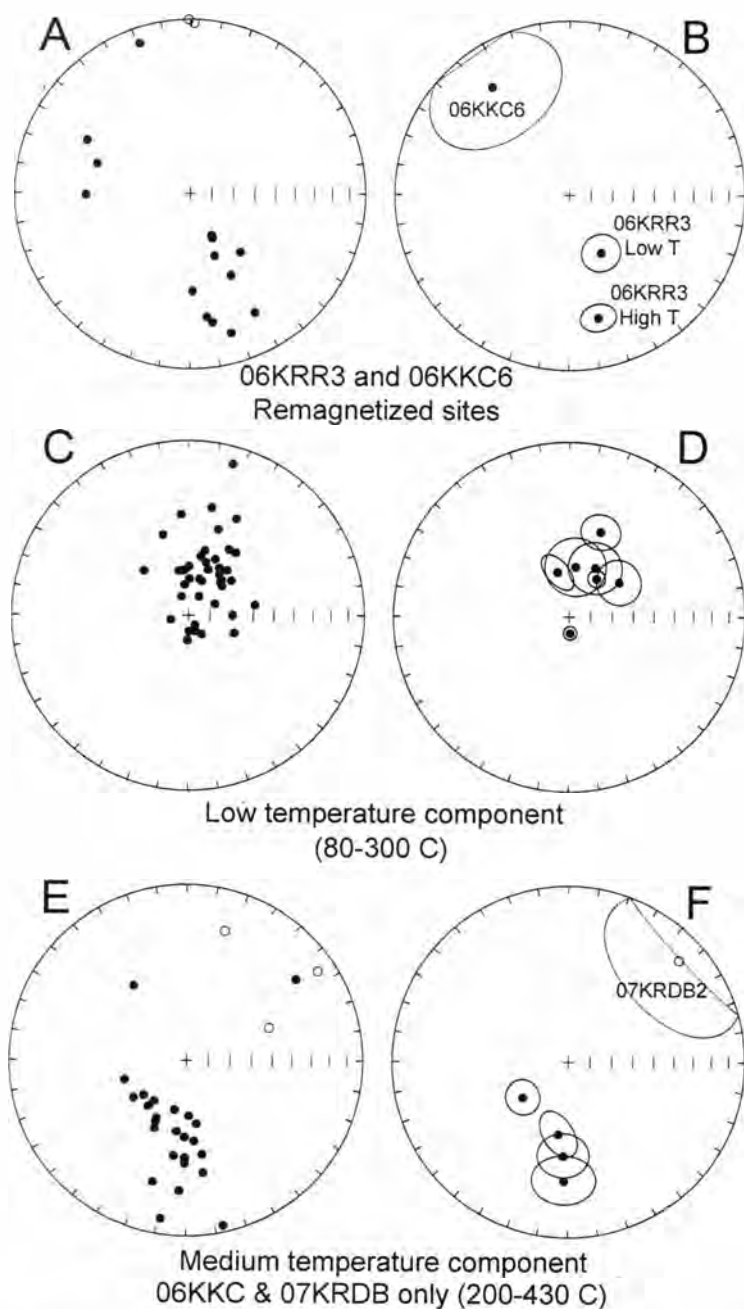 A
B
06KKC6
06KRR3
Low T
06KRR3
High T
06KRR3 and 06KKC6
Remagnetized sites
C
D
Low temperature component
(80-300 C)
E
F
07KRDB2
Medium temperature component
06KKC & 07KRDB only (200-430 C)